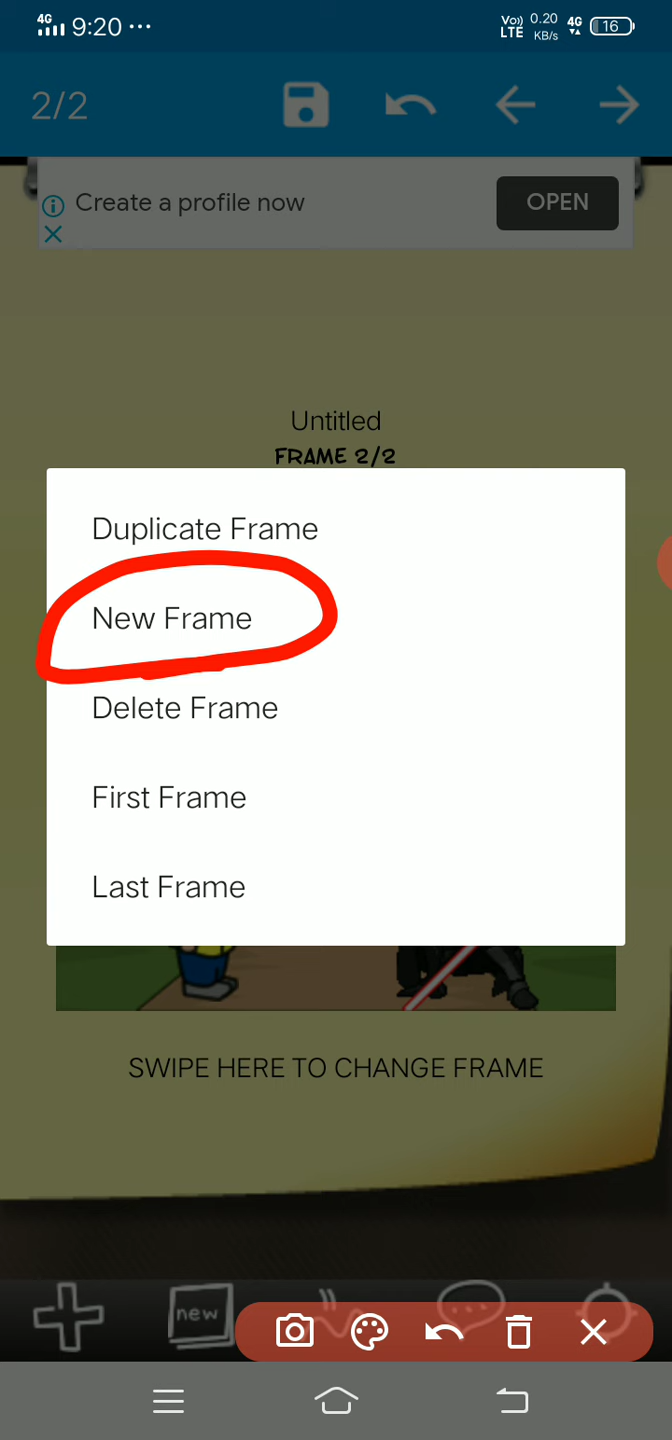 4G 9:20 ... Vo) LTE 0.20 KB/s 4G 16
2/2
Create a profile now OPEN
Untitled
FRAME 2/2
Duplicate Frame
New Frame
Delete Frame
First Frame
Last Frame
SWIPE HERE TO CHANGE FRAME
new